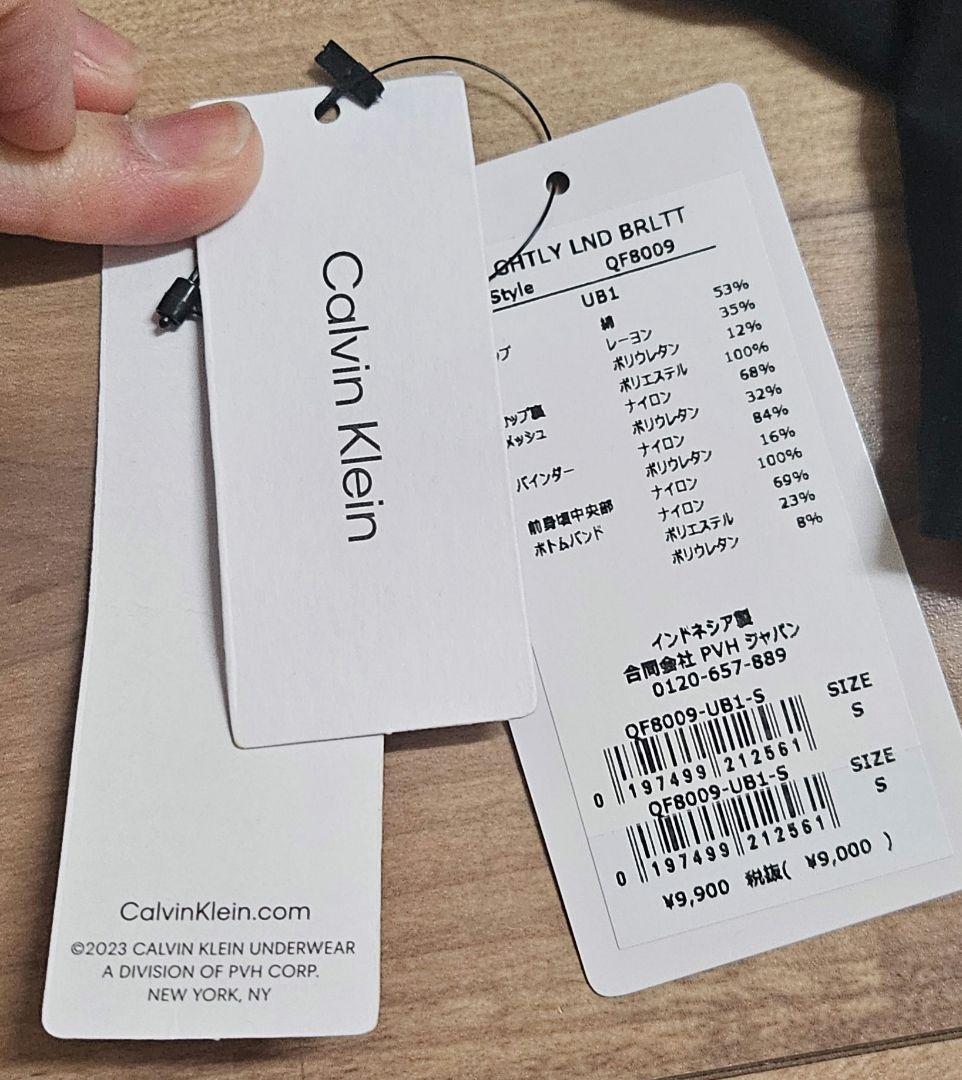 Calvin Klein
CalvinKlein.com
©2023 CALVIN KLEIN UNDERWEAR
A DIVISION OF PVH CORP.
NEW YORK, NY
GHTLY LND BRLTT
Style QF8009
UB1
綿 53%
レーヨン 35%
ポリウレタン 12%
ポリエステル 100%
ップ裏 ナイロン 68%
メッシュ ポリウレタン 32%
ナイロン 84%
バインダー ポリウレタン 16%
ナイロン 100%
前身頃中央部 ナイロン 69%
ボトムバンド ポリエステル 23%
ポリウレタン 8%
インドネシア製
合同会社 PVH ジャパン
0120-657-889
QF8009-UB1-S SIZE
S
0 197499 212561
QF8009-UB1-S SIZE
S
0 197499 212561
¥9,900 税抜( ¥9,000 )